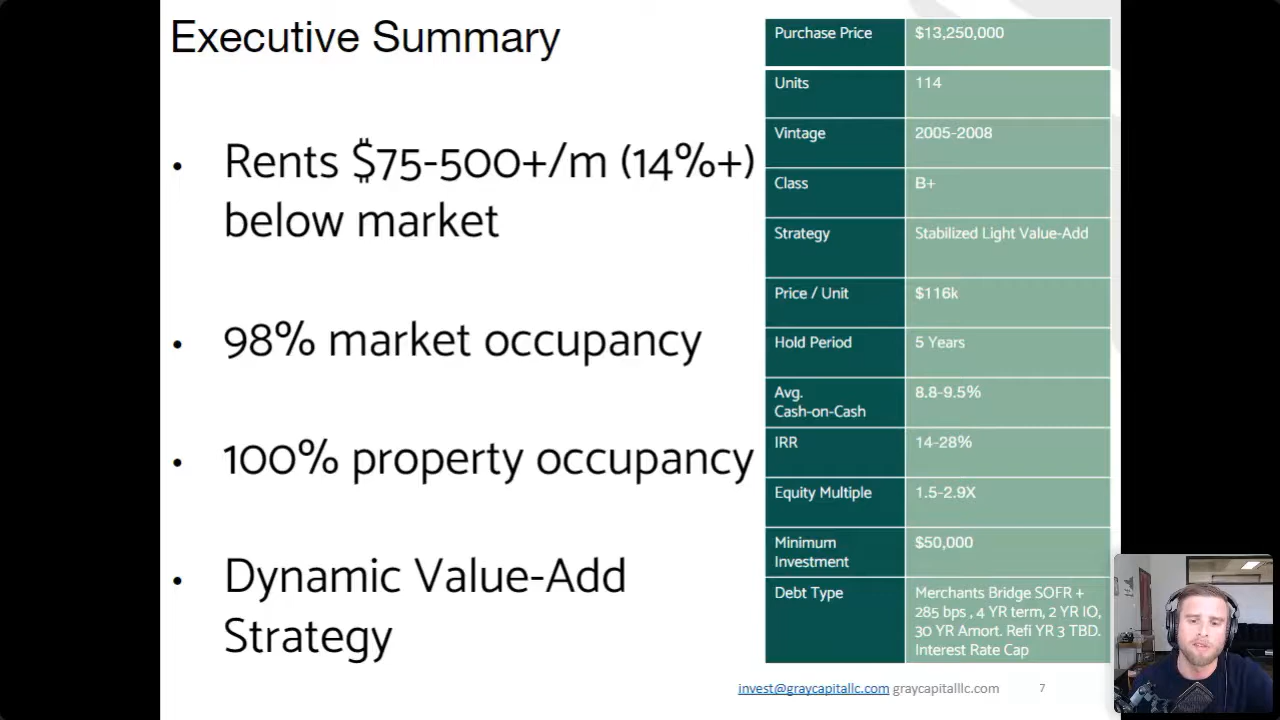 Executive Summary
• Rents $75-500+/m (14%+)
below market
• 98% market occupancy
• 100% property occupancy
• Dynamic Value-Add
Strategy
Purchase Price $13,250,000
Units 114
Vintage 2005-2008
Class B+
Strategy Stabilized Light Value-Add
Price / Unit $116k
Hold Period 5 Years
Avg.
Cash-on-Cash 8.8-9.5%
IRR 14-28%
Equity Multiple 1.5-2.9X
Minimum
Investment $50,000
Debt Type Merchants Bridge SOFR +
285 bps , 4 YR term, 2 YR IO,
30 YR Amort. Refi YR 3 TBD.
Interest Rate Cap
invest@graycapitalllc.com graycapitalllc.com 7